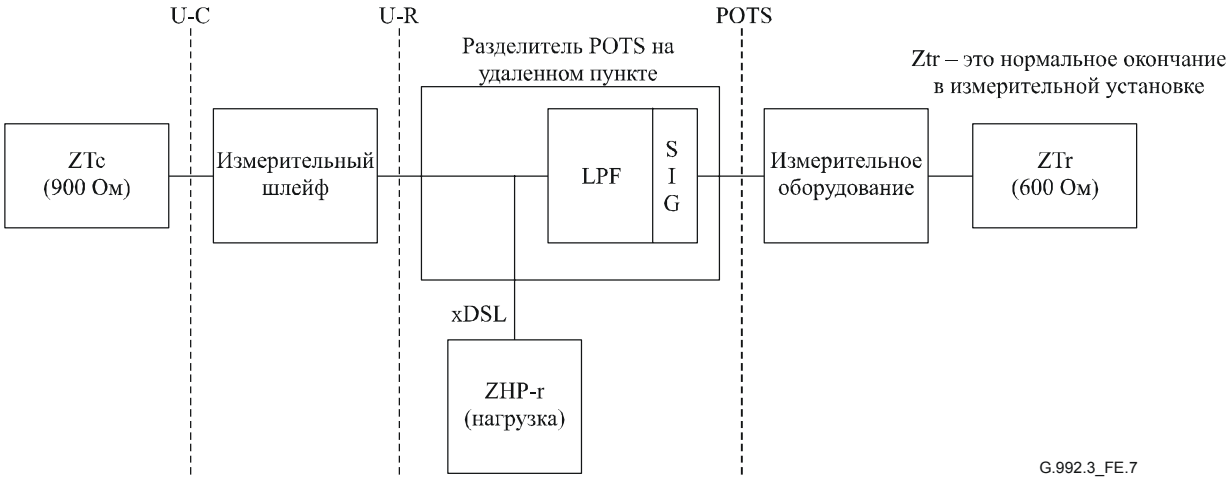 U-C
U-R
POTS
Разделитель POTS на
удаленном пункте
Ztr – это нормальное окончание
в измерительной установке
ZTc
(900 Ом)
Измерительный
шлейф
LPF
S
I
G
Измерительное
оборудование
ZTr
(600 Ом)
xDSL
ZHP-r
(нагрузка)
G.992.3_FE.7